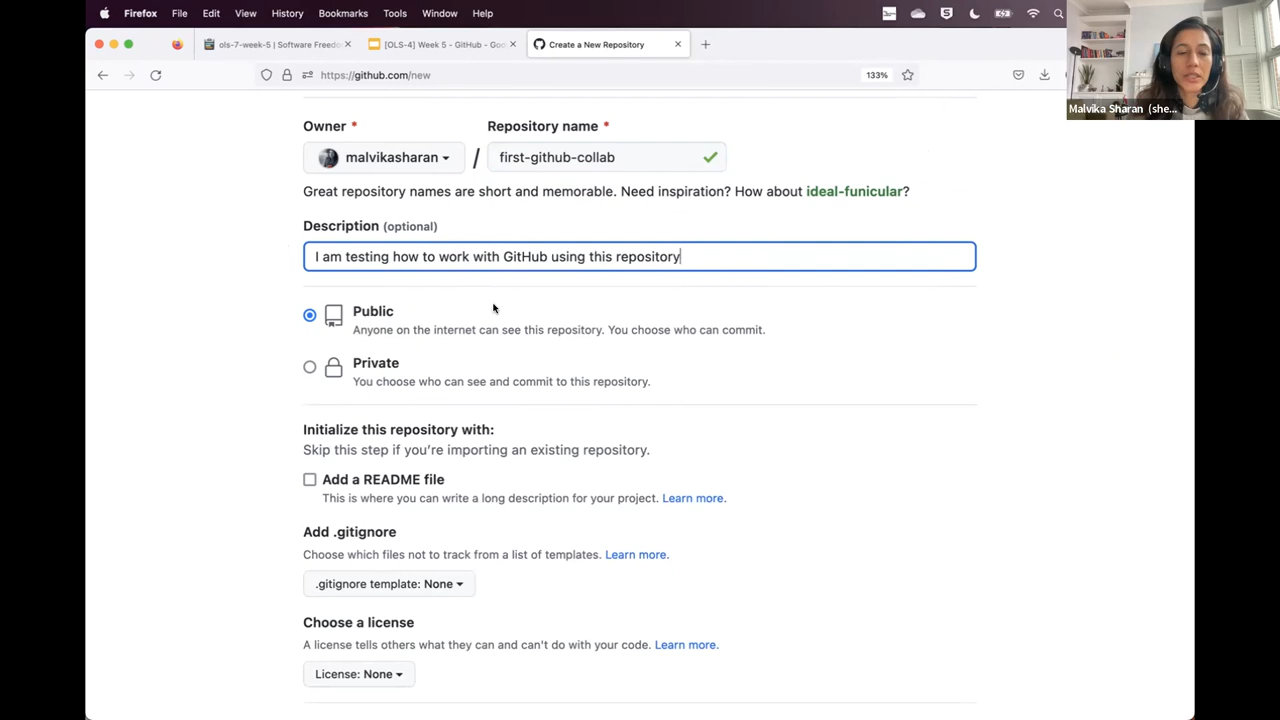 Firefox File Edit View History Bookmarks Tools Window Help
ols-7-week-5 | Software Freed
[OLS-4] Week 5 - GitHub - Goo
Create a New Repository
https://github.com/new
133%
Malvika Sharan (she...
Owner *
Repository name *
malvikasharan
/
first-github-collab
Great repository names are short and memorable. Need inspiration? How about ideal-funicular?
Description (optional)
I am testing how to work with GitHub using this repository
Public
Anyone on the internet can see this repository. You choose who can commit.
Private
You choose who can see and commit to this repository.
Initialize this repository with:
Skip this step if you're importing an existing repository.
Add a README file
This is where you can write a long description for your project. Learn more.
Add .gitignore
Choose which files not to track from a list of templates. Learn more.
.gitignore template: None
Choose a license
A license tells others what they can and can't do with your code. Learn more.
License: None